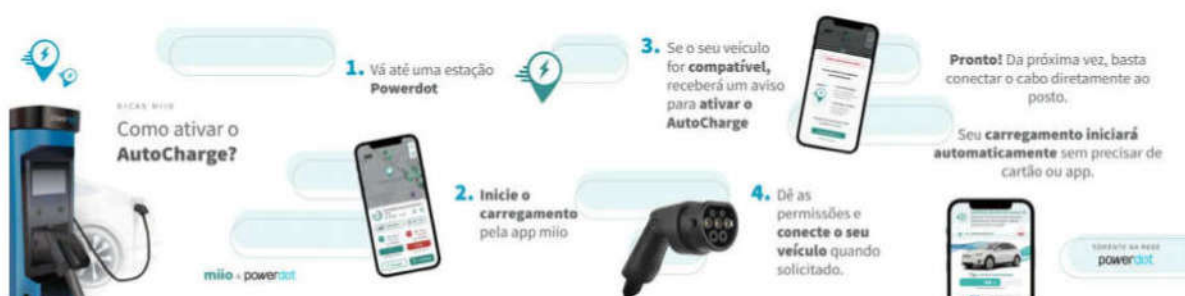 DICAS MIIO
Como ativar o
AutoCharge?
miio & powerdot
1. Vá até uma estação
Powerdot
2. Inicie o
carregamento
pela app miio
3. Se o seu veículo
for compatível,
receberá um aviso
para ativar o
AutoCharge
4. Dê as
permissões e
conecte o seu
veículo quando
solicitado.
Pronto! Da próxima vez, basta
conectar o cabo diretamente ao
posto.
Seu carregamento iniciará
automaticamente sem precisar de
cartão ou app.
SOMENTE NA REDE
powerdot